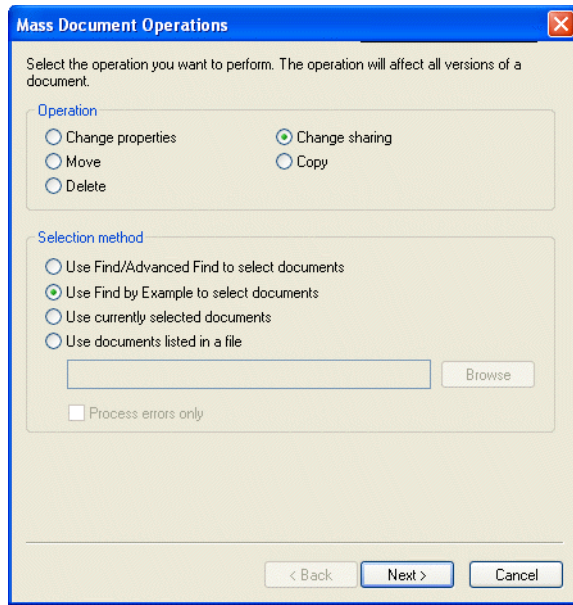 Mass Document Operations
Select the operation you want to perform. The operation will affect all versions of a
document.
Operation
Change properties
Change sharing
Move
Copy
Delete
Selection method
Use Find/Advanced Find to select documents
Use Find by Example to select documents
Use currently selected documents
Use documents listed in a file
Browse
Process errors only
< Back
Next >
Cancel